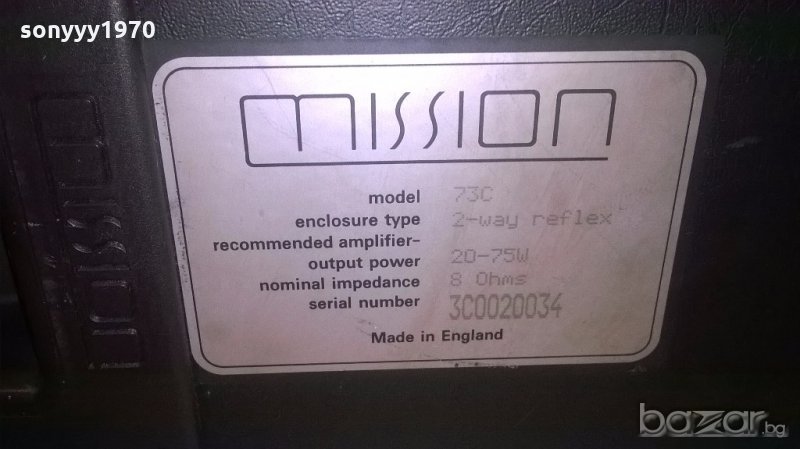 sonyyy1970
mission
model 73C
enclosure type 2-way reflex
recommended amplifier-
output power 20-75W
nominal impedance 8 Ohms
serial number 3C0020034
Made in England
mission
bazar.bg